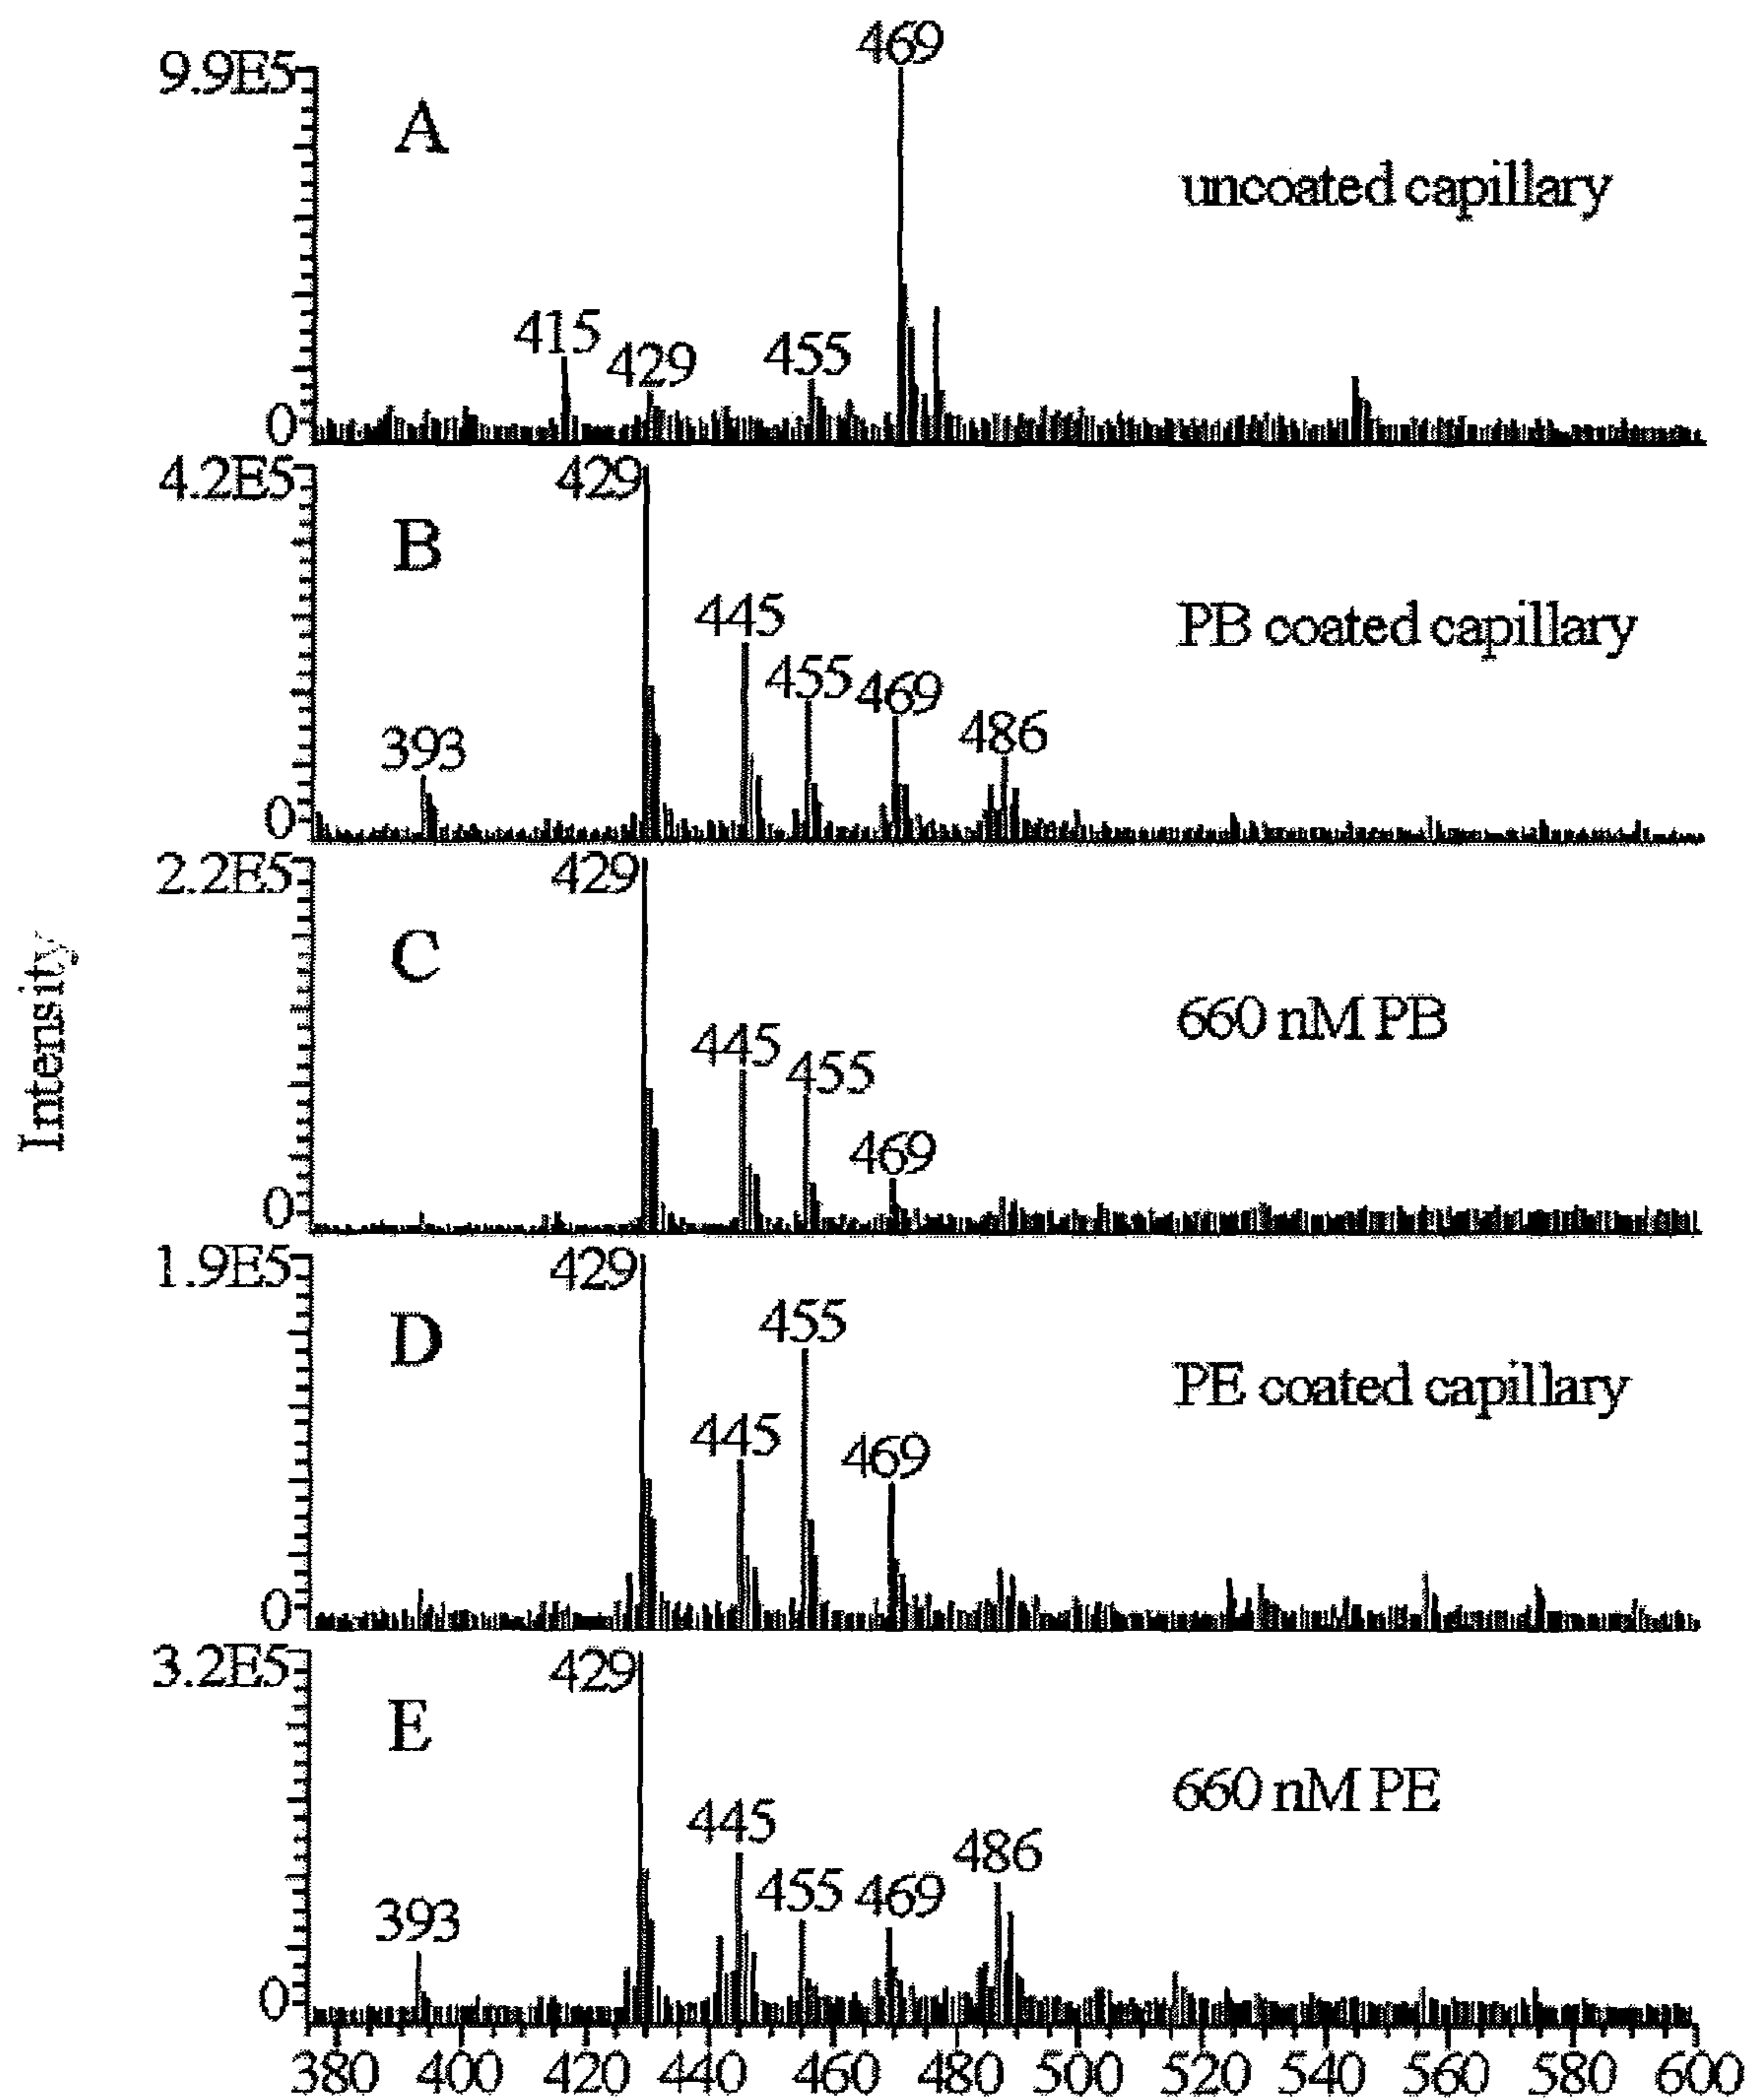 469
9.9E5
A
uncoated capillary
415
429
455
0
4.2E5
429
B
445
PB coated capillary
455
469
486
393
0
2.2E5
429
C
660 nM PB
445
455
469
0
Intensity
1.9E5
429
D
455
PE coated capillary
445
469
0
3.2E5
429
E
660 nM PE
445
486
455
469
393
0
380 400 420 440 460 480 500 520 540 560 580 600